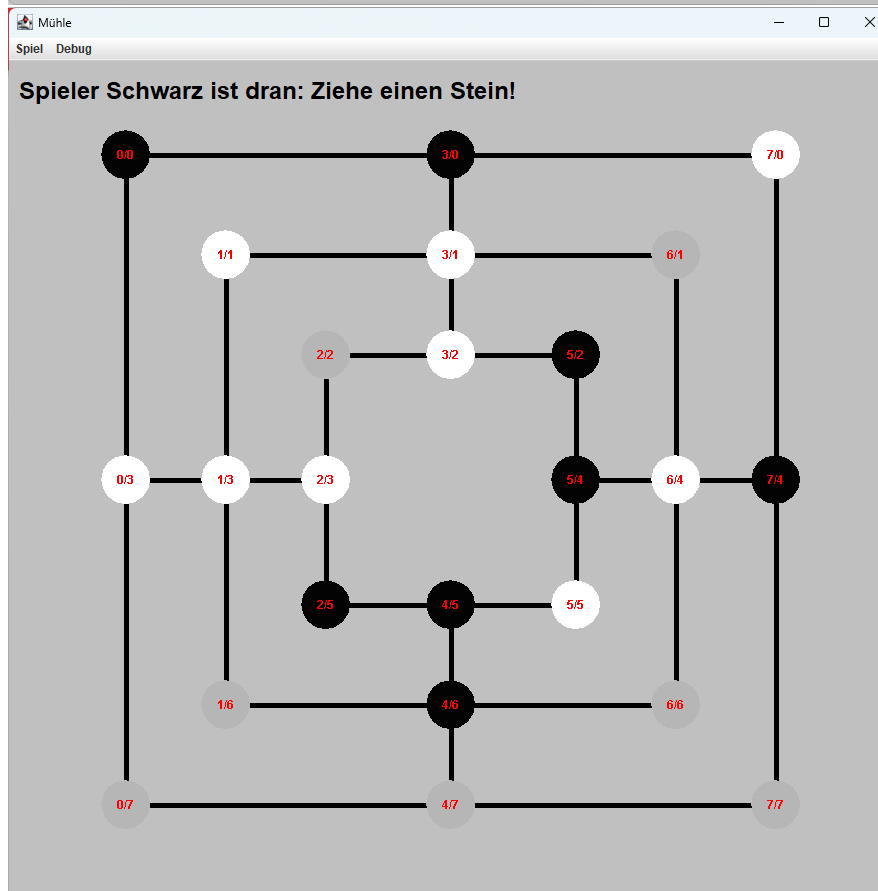 Mühle
Spiel Debug
Spieler Schwarz ist dran: Ziehe einen Stein!
0/0 3/0 7/0
1/1 3/1 6/1
2/2 3/2 5/2
0/3 1/3 2/3 5/4 6/4 7/4
2/5 4/5 5/5
1/6 4/6 6/6
0/7 4/7 7/7